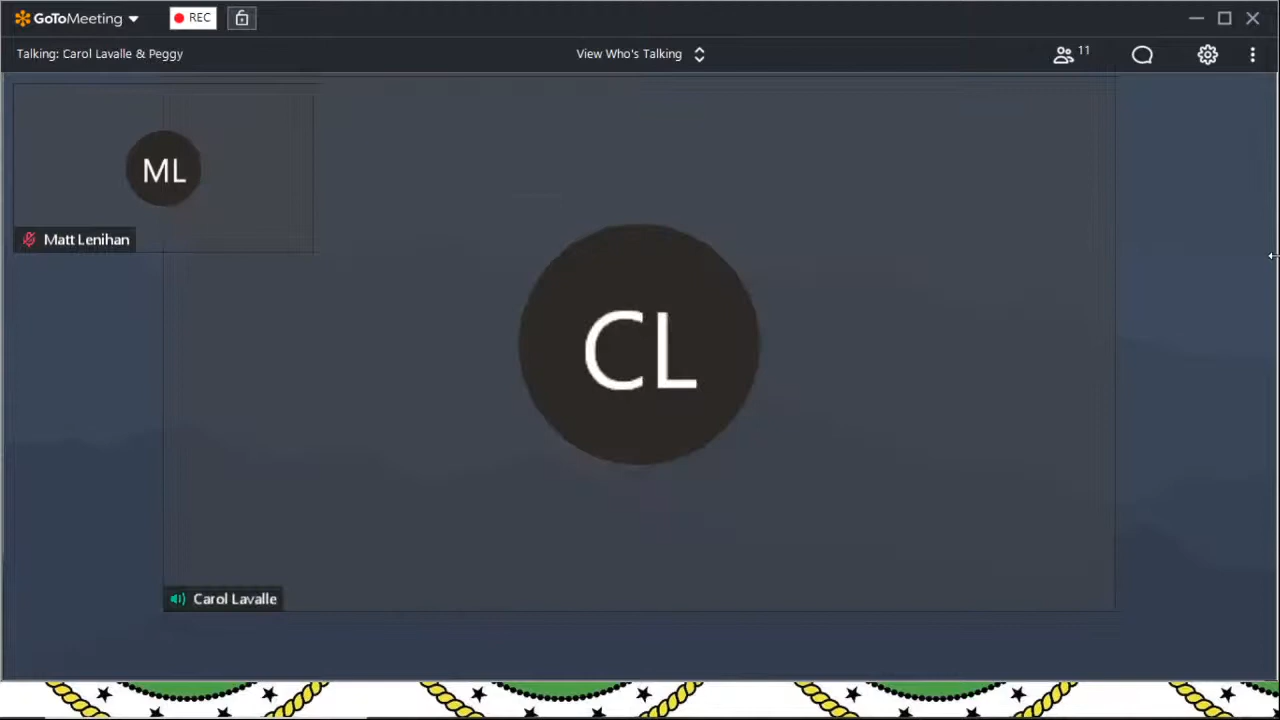 GoToMeeting
REC
Talking: Carol Lavalle & Peggy
View Who's Talking
11
ML
Matt Lenihan
CL
Carol Lavalle